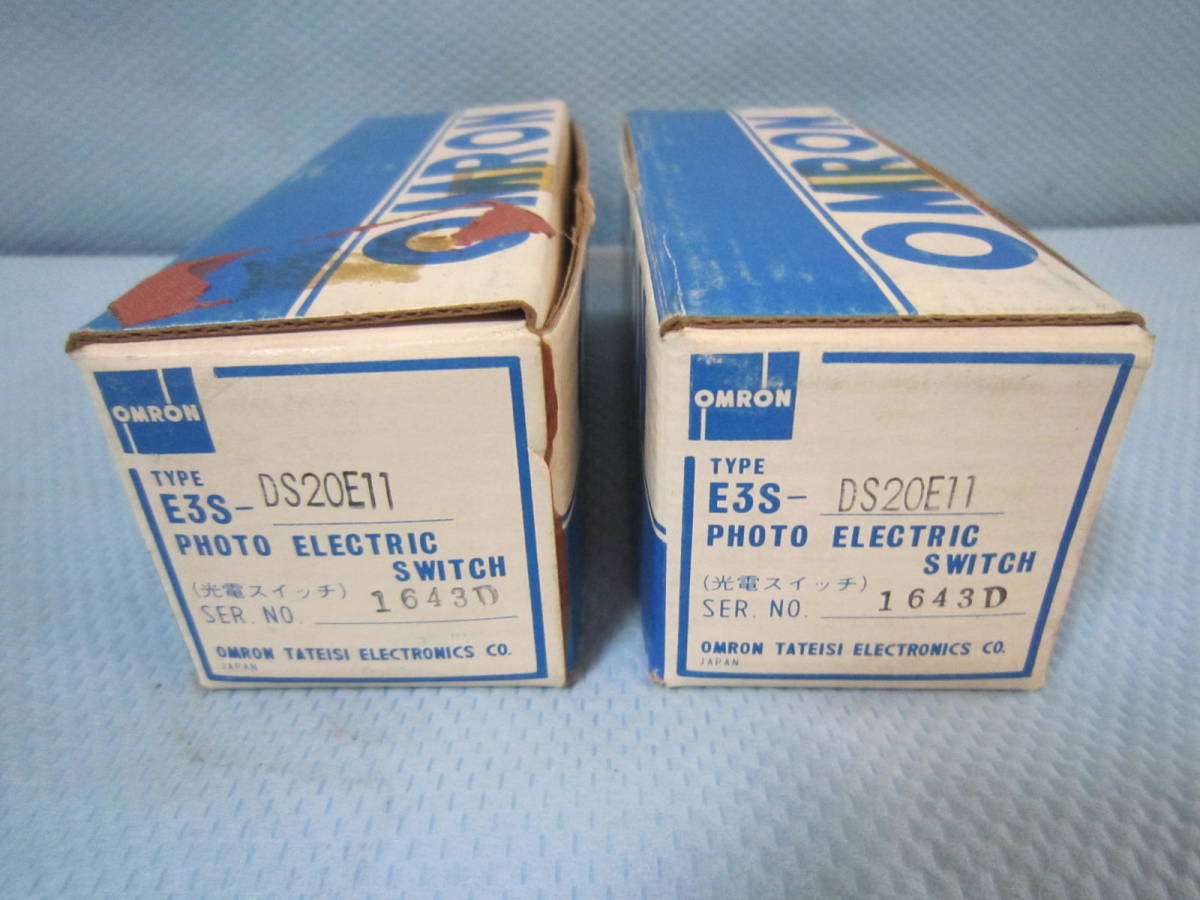 OMRON
OMRON
TYPE
E3S- DS20E11
PHOTO ELECTRIC
SWITCH
(光電スイッチ)
SER. NO. 1643D
OMRON TATEISI ELECTRONICS CO.
JAPAN
OMRON
OMRON
TYPE
E3S- DS20E11
PHOTO ELECTRIC
SWITCH
(光電スイッチ)
SER. NO. 1643D
OMRON TATEISI ELECTRONICS CO.
JAPAN